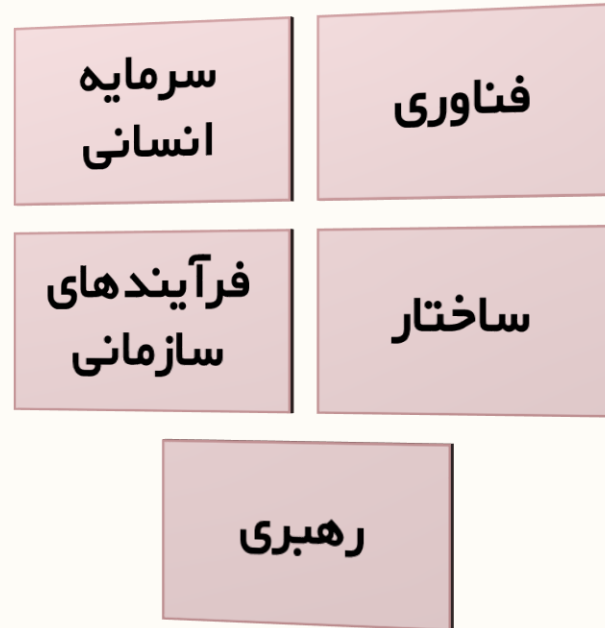 فناوری
سرمایه
انسانی
ساختار
فرآیندهای
سازمانی
رهبری